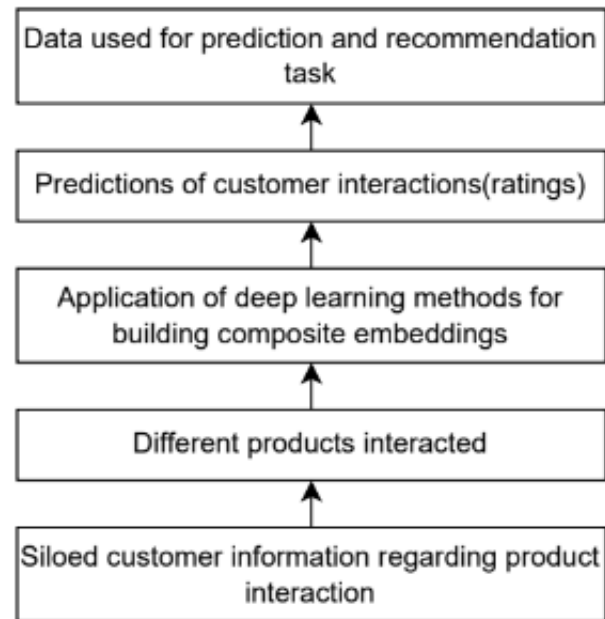 Data used for prediction and recommendation
task
Predictions of customer interactions(ratings)
Application of deep learning methods for
building composite embeddings
Different products interacted
Siloed customer information regarding product
interaction